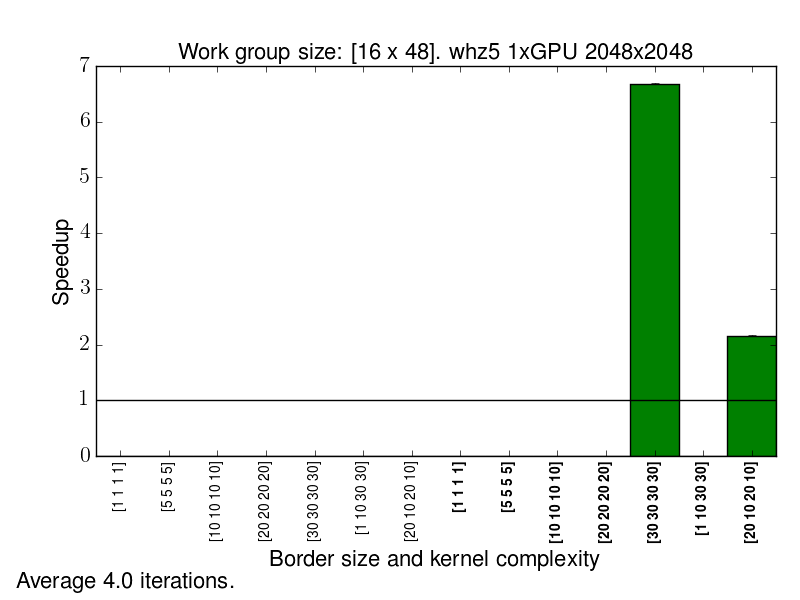 Work group size: [16 x 48]. whz5 1xGPU 2048x2048
7
6
5
4
3
2
1
0
Speedup
[1 1 1 1]
[5 5 5 5]
[10 10 10 10]
[20 20 20 20]
[30 30 30 30]
[1 10 30 30]
[20 10 20 10]
[1 1 1 1]
[5 5 5 5]
[10 10 10 10]
[20 20 20 20]
[30 30 30 30]
[1 10 30 30]
[20 10 20 10]
Border size and kernel complexity
Average 4.0 iterations.